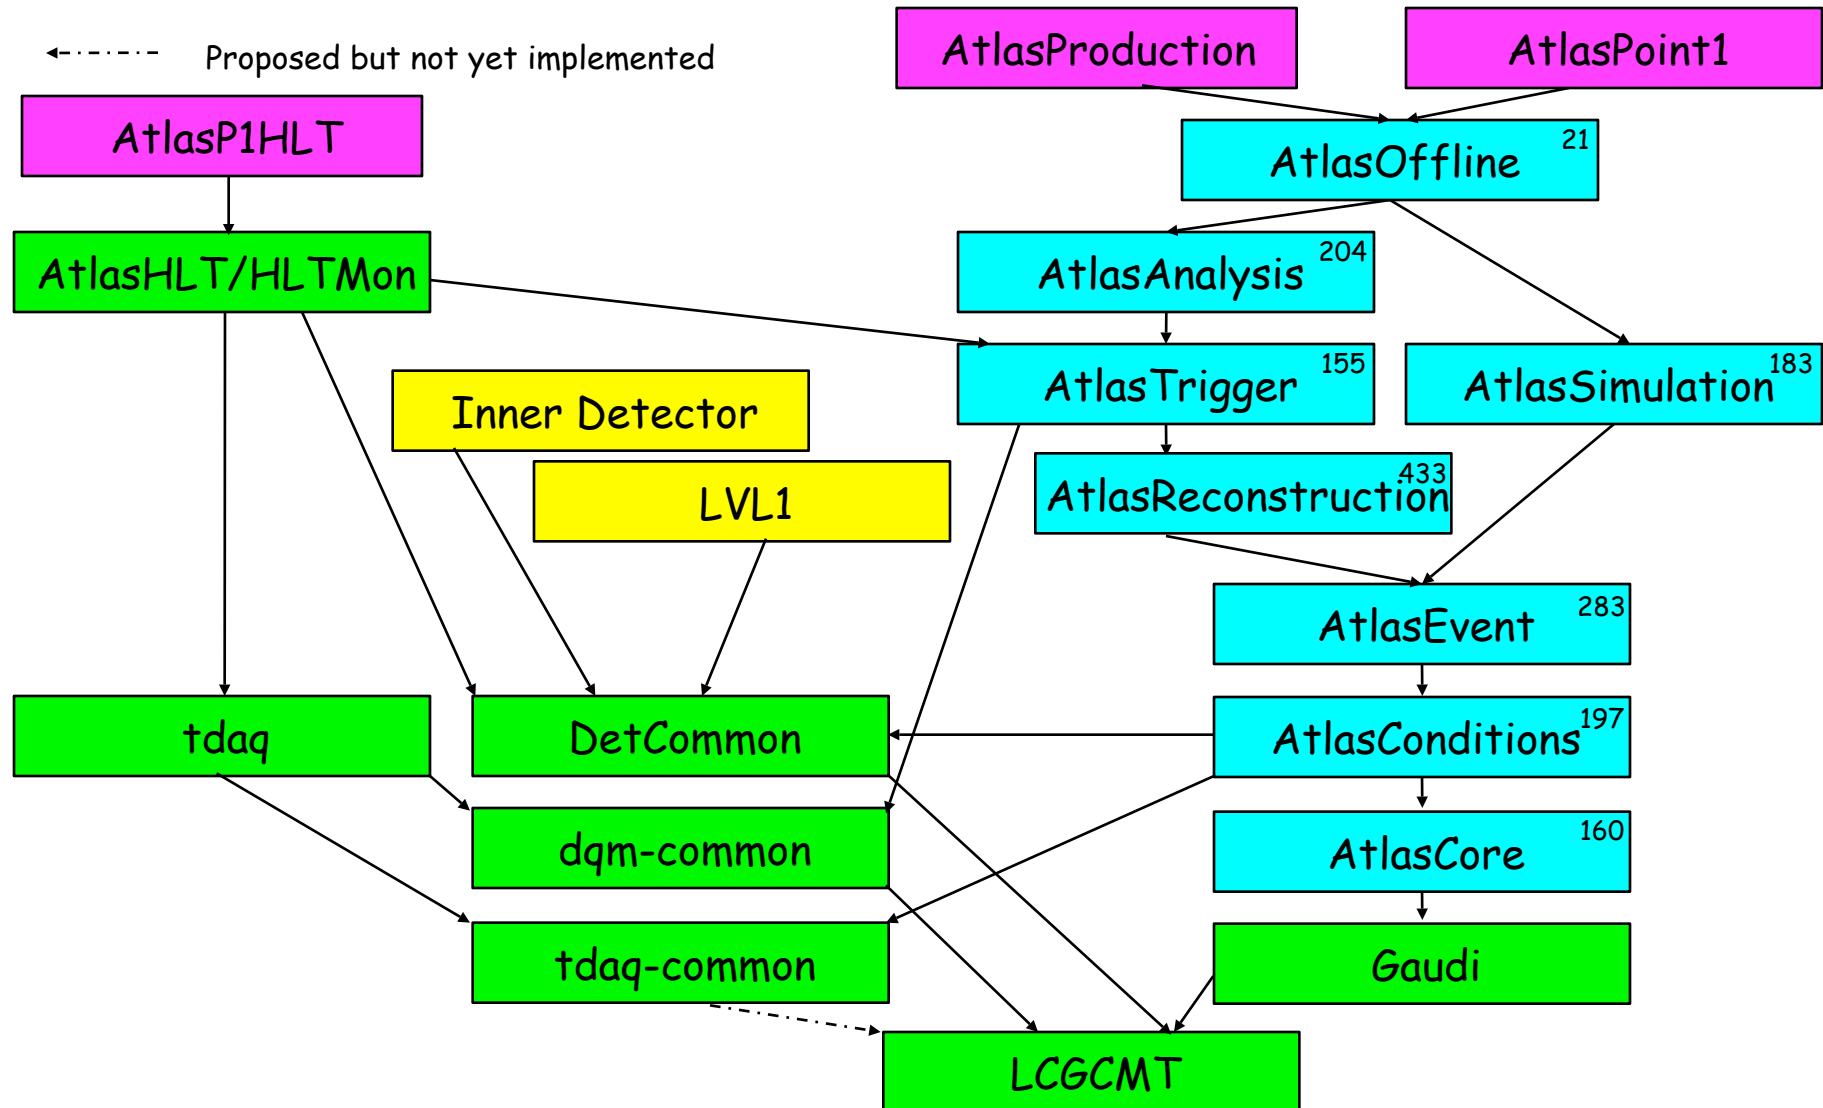 Proposed but not yet implemented
AtlasProduction
AtlasPoint1
AtlasP1HLT
AtlasOffline
21
AtlasHLT/HLTMon
AtlasAnalysis
204
AtlasTrigger
155
AtlasSimulation
183
Inner Detector
LVL1
AtlasReconstruction
433
AtlasEvent
283
tdaq
DetCommon
AtlasConditions
197
dqm-common
AtlasCore
160
tdaq-common
Gaudi
LCGCMT